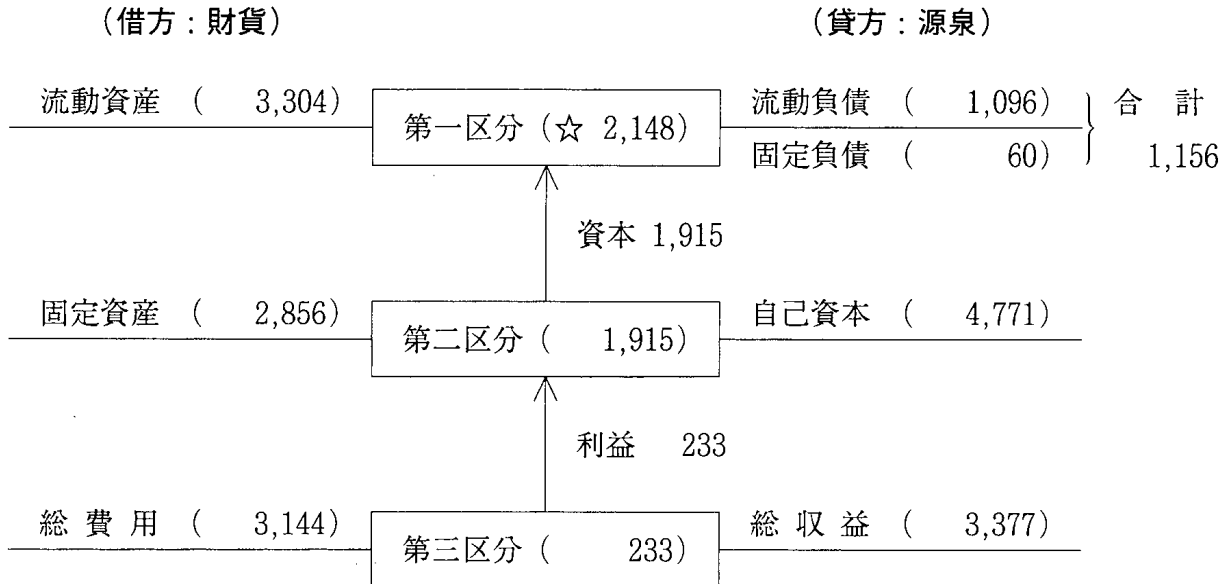 （借方：財貨） （貸方：源泉）
流動資産 （ 3,304） 第一区分（☆ 2,148） 流動負債 （ 1,096） 合計
固定負債 （ 60） 1,156
資本 1,915
固定資産 （ 2,856） 第二区分（ 1,915） 自己資本 （ 4,771）
利益 233
総費用 （ 3,144） 第三区分（ 233） 総収益 （ 3,377）